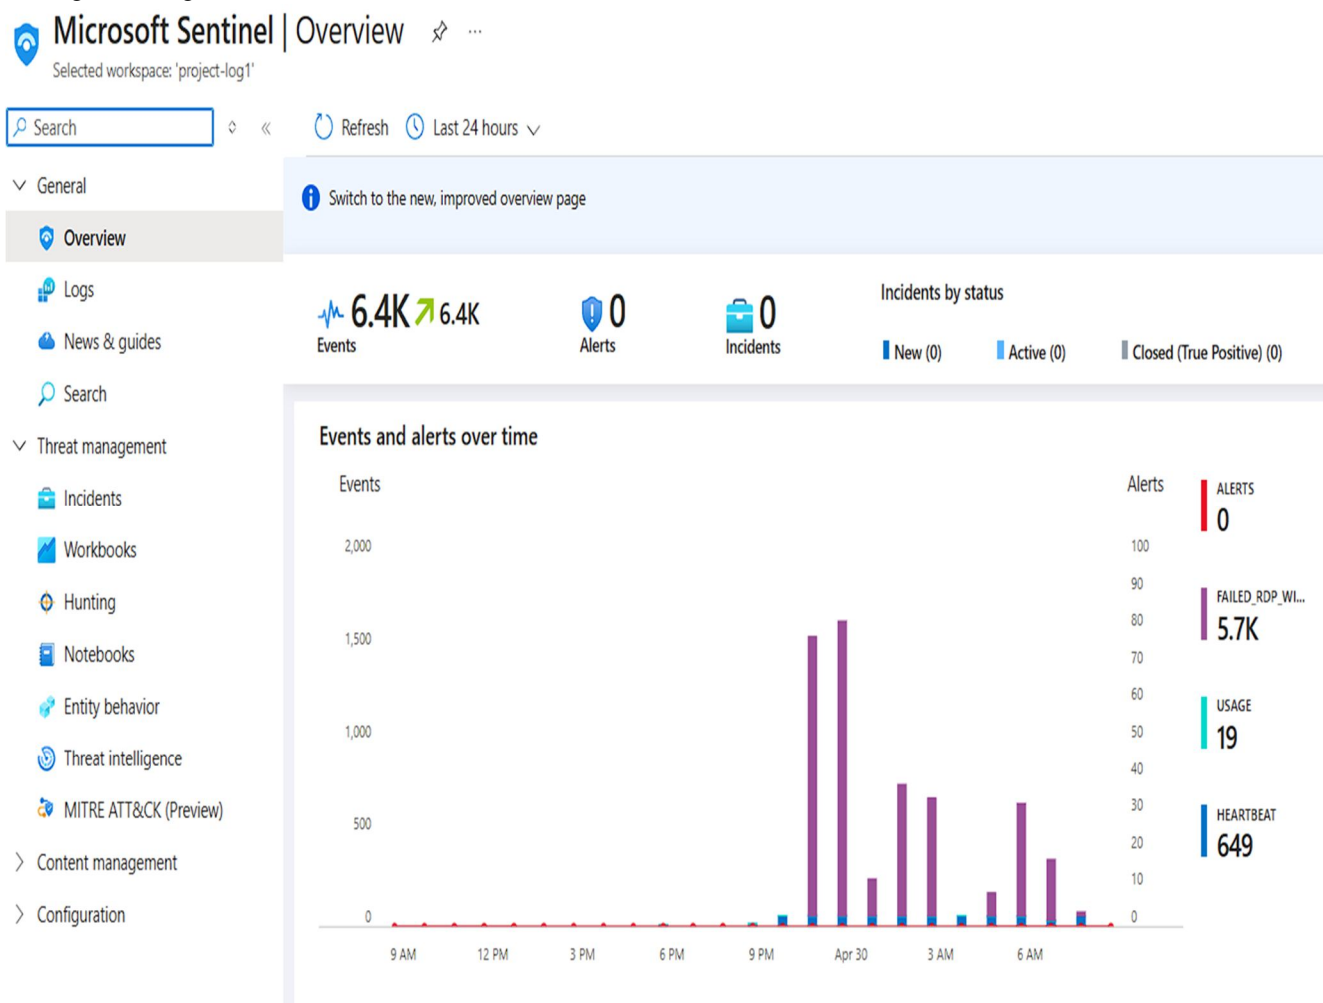 Microsoft Sentinel | Overview ...
Selected workspace: 'project-log1'
Search
Refresh Last 24 hours
General
Switch to the new, improved overview page
Overview
Logs
News & guides
Search
Threat management
Incidents
Workbooks
Hunting
Notebooks
Entity behavior
Threat intelligence
MITRE ATT&CK (Preview)
Content management
Configuration
6.4K 6.4K
Events
0
Alerts
0
Incidents
Incidents by status
New (0) Active (0) Closed (True Positive) (0)
Events and alerts over time
Events
2,000
1,500
1,000
500
0
9 AM 12 PM 3 PM 6 PM 9 PM Apr 30 3 AM 6 AM
Alerts
100
90
80
70
60
50
40
30
20
10
0
ALERTS
0
FAILED_RDP_WI...
5.7K
USAGE
19
HEARTBEAT
649